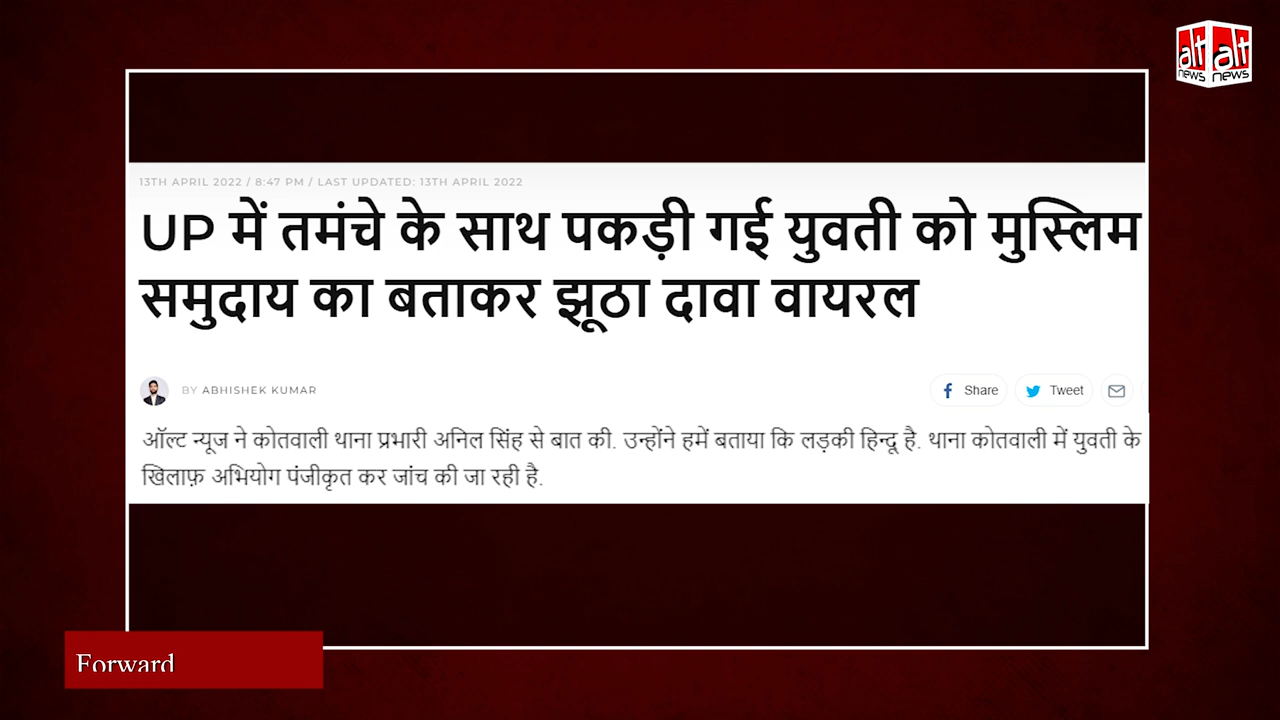 alt alt
news news
13TH APRIL 2022 / 8:47 PM / LAST UPDATED: 13TH APRIL 2022
UP में तमंचे के साथ पकड़ी गई युवती को मुस्लिम
समुदाय का बताकर झूठा दावा वायरल
BY ABHISHEK KUMAR
Share Tweet
ऑल्ट न्यूज ने कोतवाली थाना प्रभारी अनिल सिंह से बात की. उन्होंने हमें बताया कि लड़की हिन्दू है. थाना कोतवाली में युवती के
खिलाफ़ अभियोग पंजीकृत कर जांच की जा रही है.
Forward